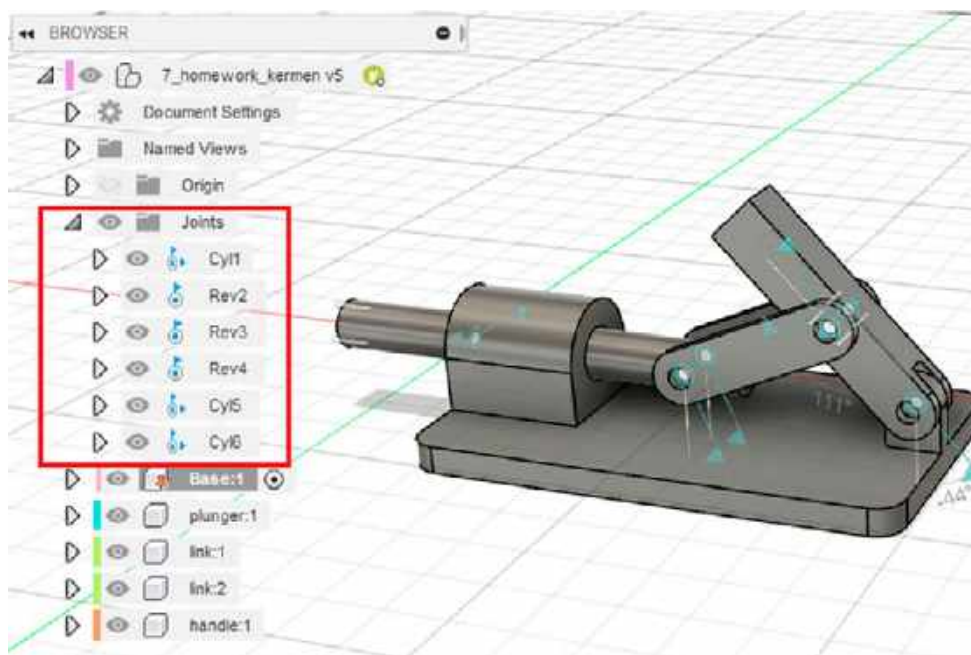 BROWSER
7_homework_kermen v5
Document Settings
Named Views
Origin
Joints
Cyl1
Rev2
Rev3
Rev4
Cyl5
Cyl6
Base:1
plunger:1
link:1
link:2
handle:1